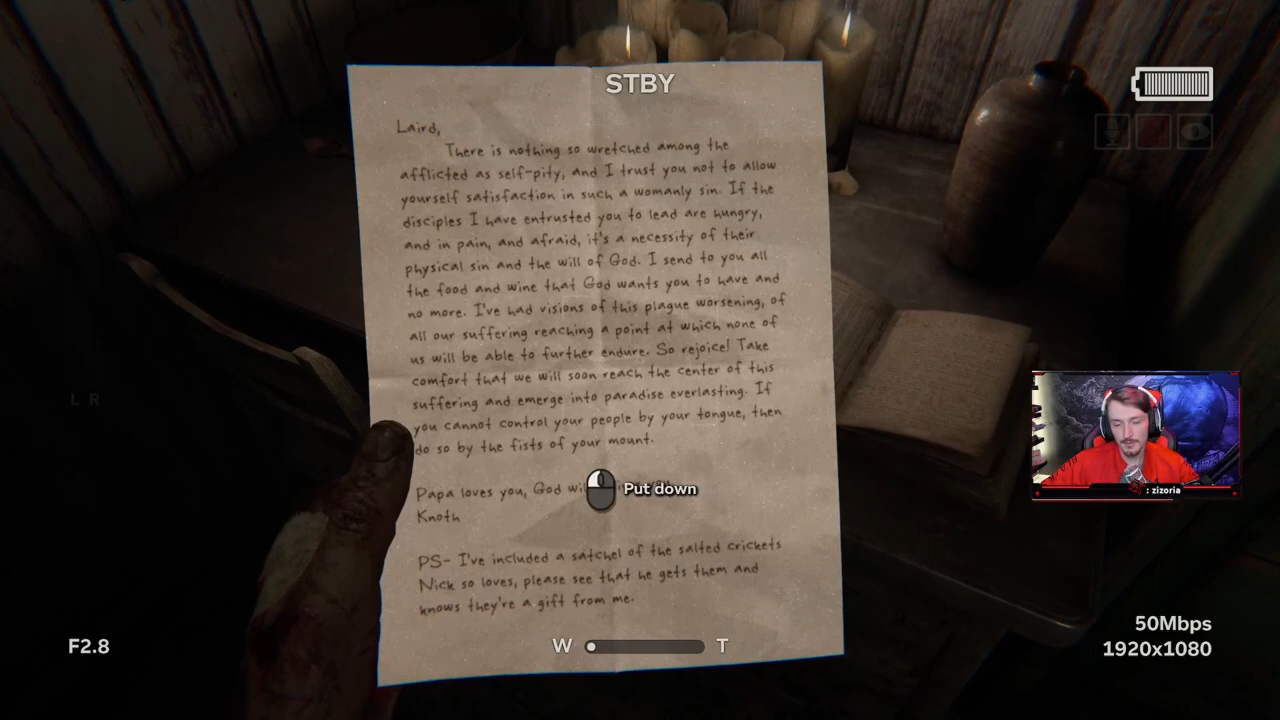 STBY
Laird,
There is nothing so wretched among the
afflicted as self-pity, and I trust you not to allow
yourself satisfaction in such a womanly sin. If the
disciples I have entrusted you to lead are hungry,
and in pain, and afraid, it's a necessity of their
physical sin and the will of God. I send to you all
the food and wine that God wants you to have and
no more. I've had visions of this plague worsening, of
all our suffering reaching a point at which none of
us will be able to further endure. So rejoice! Take
comfort that we will soon reach the center of this
suffering and emerge into paradise everlasting. If
you cannot control your people by your tongue, then
do so by the fists of your mount.
Papa loves you, God
Put down
Knoth
PS- I've included a satchel of the salted crickets
Nick so loves, please see that he gets them and
knows they're a gift from me.
L R
: zizoria
F2.8
W T
50Mbps
1920x1080